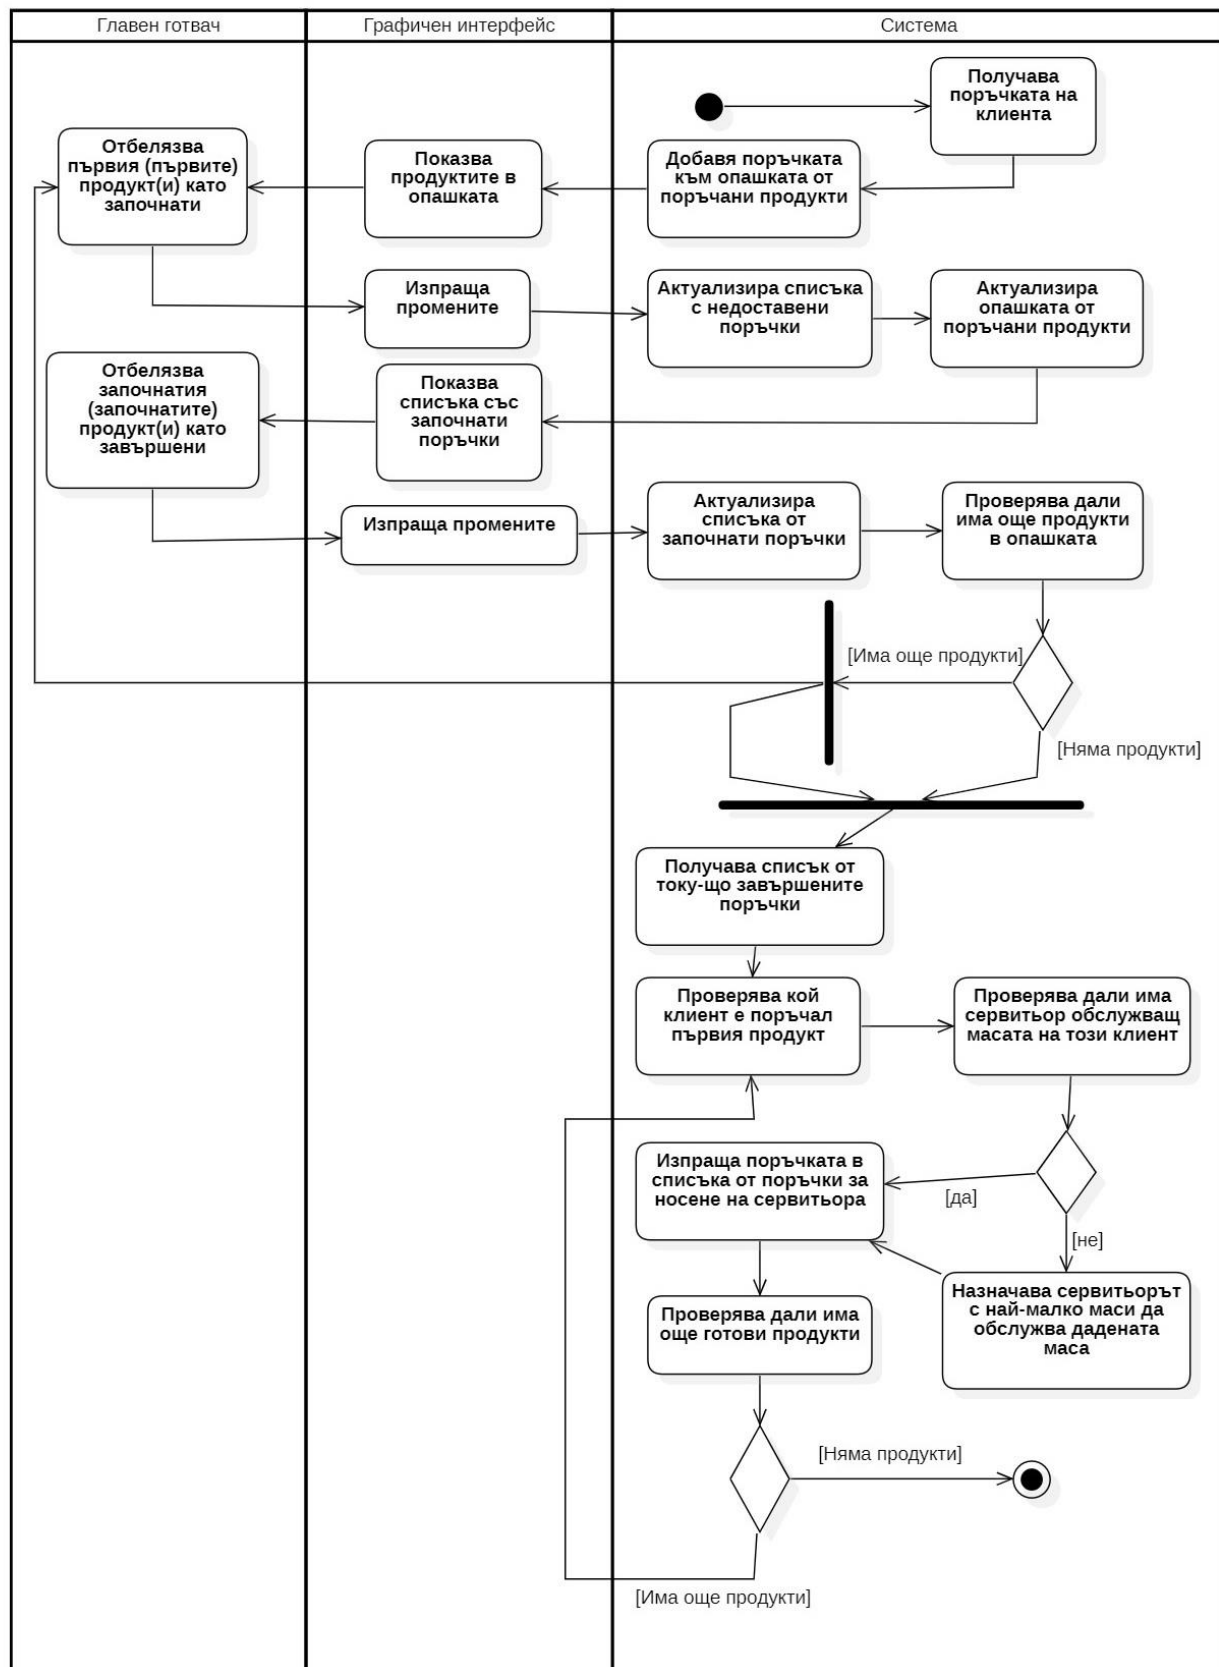 Главен готвач
Графичен интерфейс
Система
Получава
поръчката на
клиента
Отбелязва
първия (първите)
продукт(и) като
започнати
Показва
продуктите в
опашката
Добавя поръчката
към опашката от
поръчани продукти
Изпраща
промените
Актуализира списъка
с недоставени
поръчки
Актуализира
опашката от
поръчани продукти
Отбелязва
започнатия
(започнатите)
продукт(и) като
завършени
Показва
списъка със
започнати
поръчки
Изпраща промените
Актуализира
списъка от
започнати поръчки
Проверява дали
има още продукти
в опашката
[Има още продукти]
[Няма продукти]
Получава списък от
току-що завършените
поръчки
Проверява кой
клиент е поръчал
първия продукт
Проверява дали има
сервитьор обслужващ
масата на този клиент
Изпраща поръчката в
списъка от поръчки за
носене на сервитьора
[да]
[не]
Назначава сервитьорът
с най-малко маси да
обслужва дадената
маса
Проверява дали има
още готови продукти
[Няма продукти]
[Има още продукти]